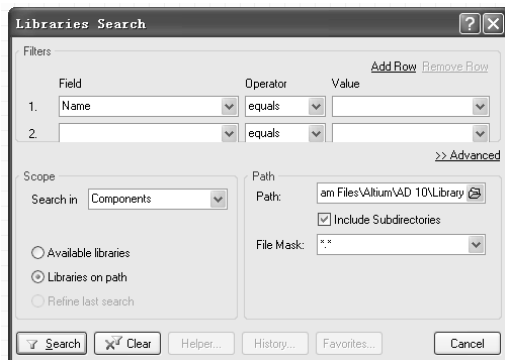 Libraries Search
Filters
Add Row Remove Row
Field Operator Value
1. Name equals
2. equals
>> Advanced
Scope
Search in Components
Available libraries
Libraries on path
Refine last search
Path
Path: am Files\Altium\AD 10\Library
Include Subdirectories
File Mask: *.*
Search Clear Helper... History... Favorites... Cancel